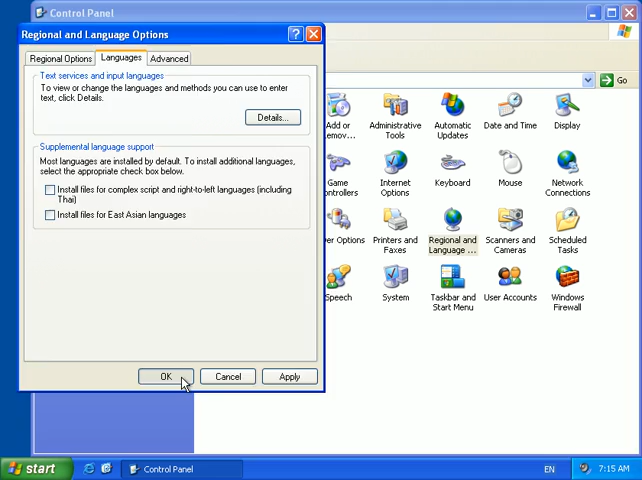 Control Panel
Regional and Language Options
Regional Options
Languages
Advanced
Text services and input languages
To view or change the languages and methods you can use to enter
text, click Details.
Details...
Supplemental language support
Most languages are installed by default. To install additional languages,
select the appropriate check box below.
Install files for complex script and right-to-left languages (including
Thai)
Install files for East Asian languages
OK
Cancel
Apply
Go
Add or
emov...
Administrative
Tools
Automatic
Updates
Date and Time
Display
Game
ontrollers
Internet
Options
Keyboard
Mouse
Network
Connections
er Options
Printers and
Faxes
Regional and
Language ...
Scanners and
Cameras
Scheduled
Tasks
Speech
System
Taskbar and
Start Menu
User Accounts
Windows
Firewall
start
Control Panel
EN
7:15 AM